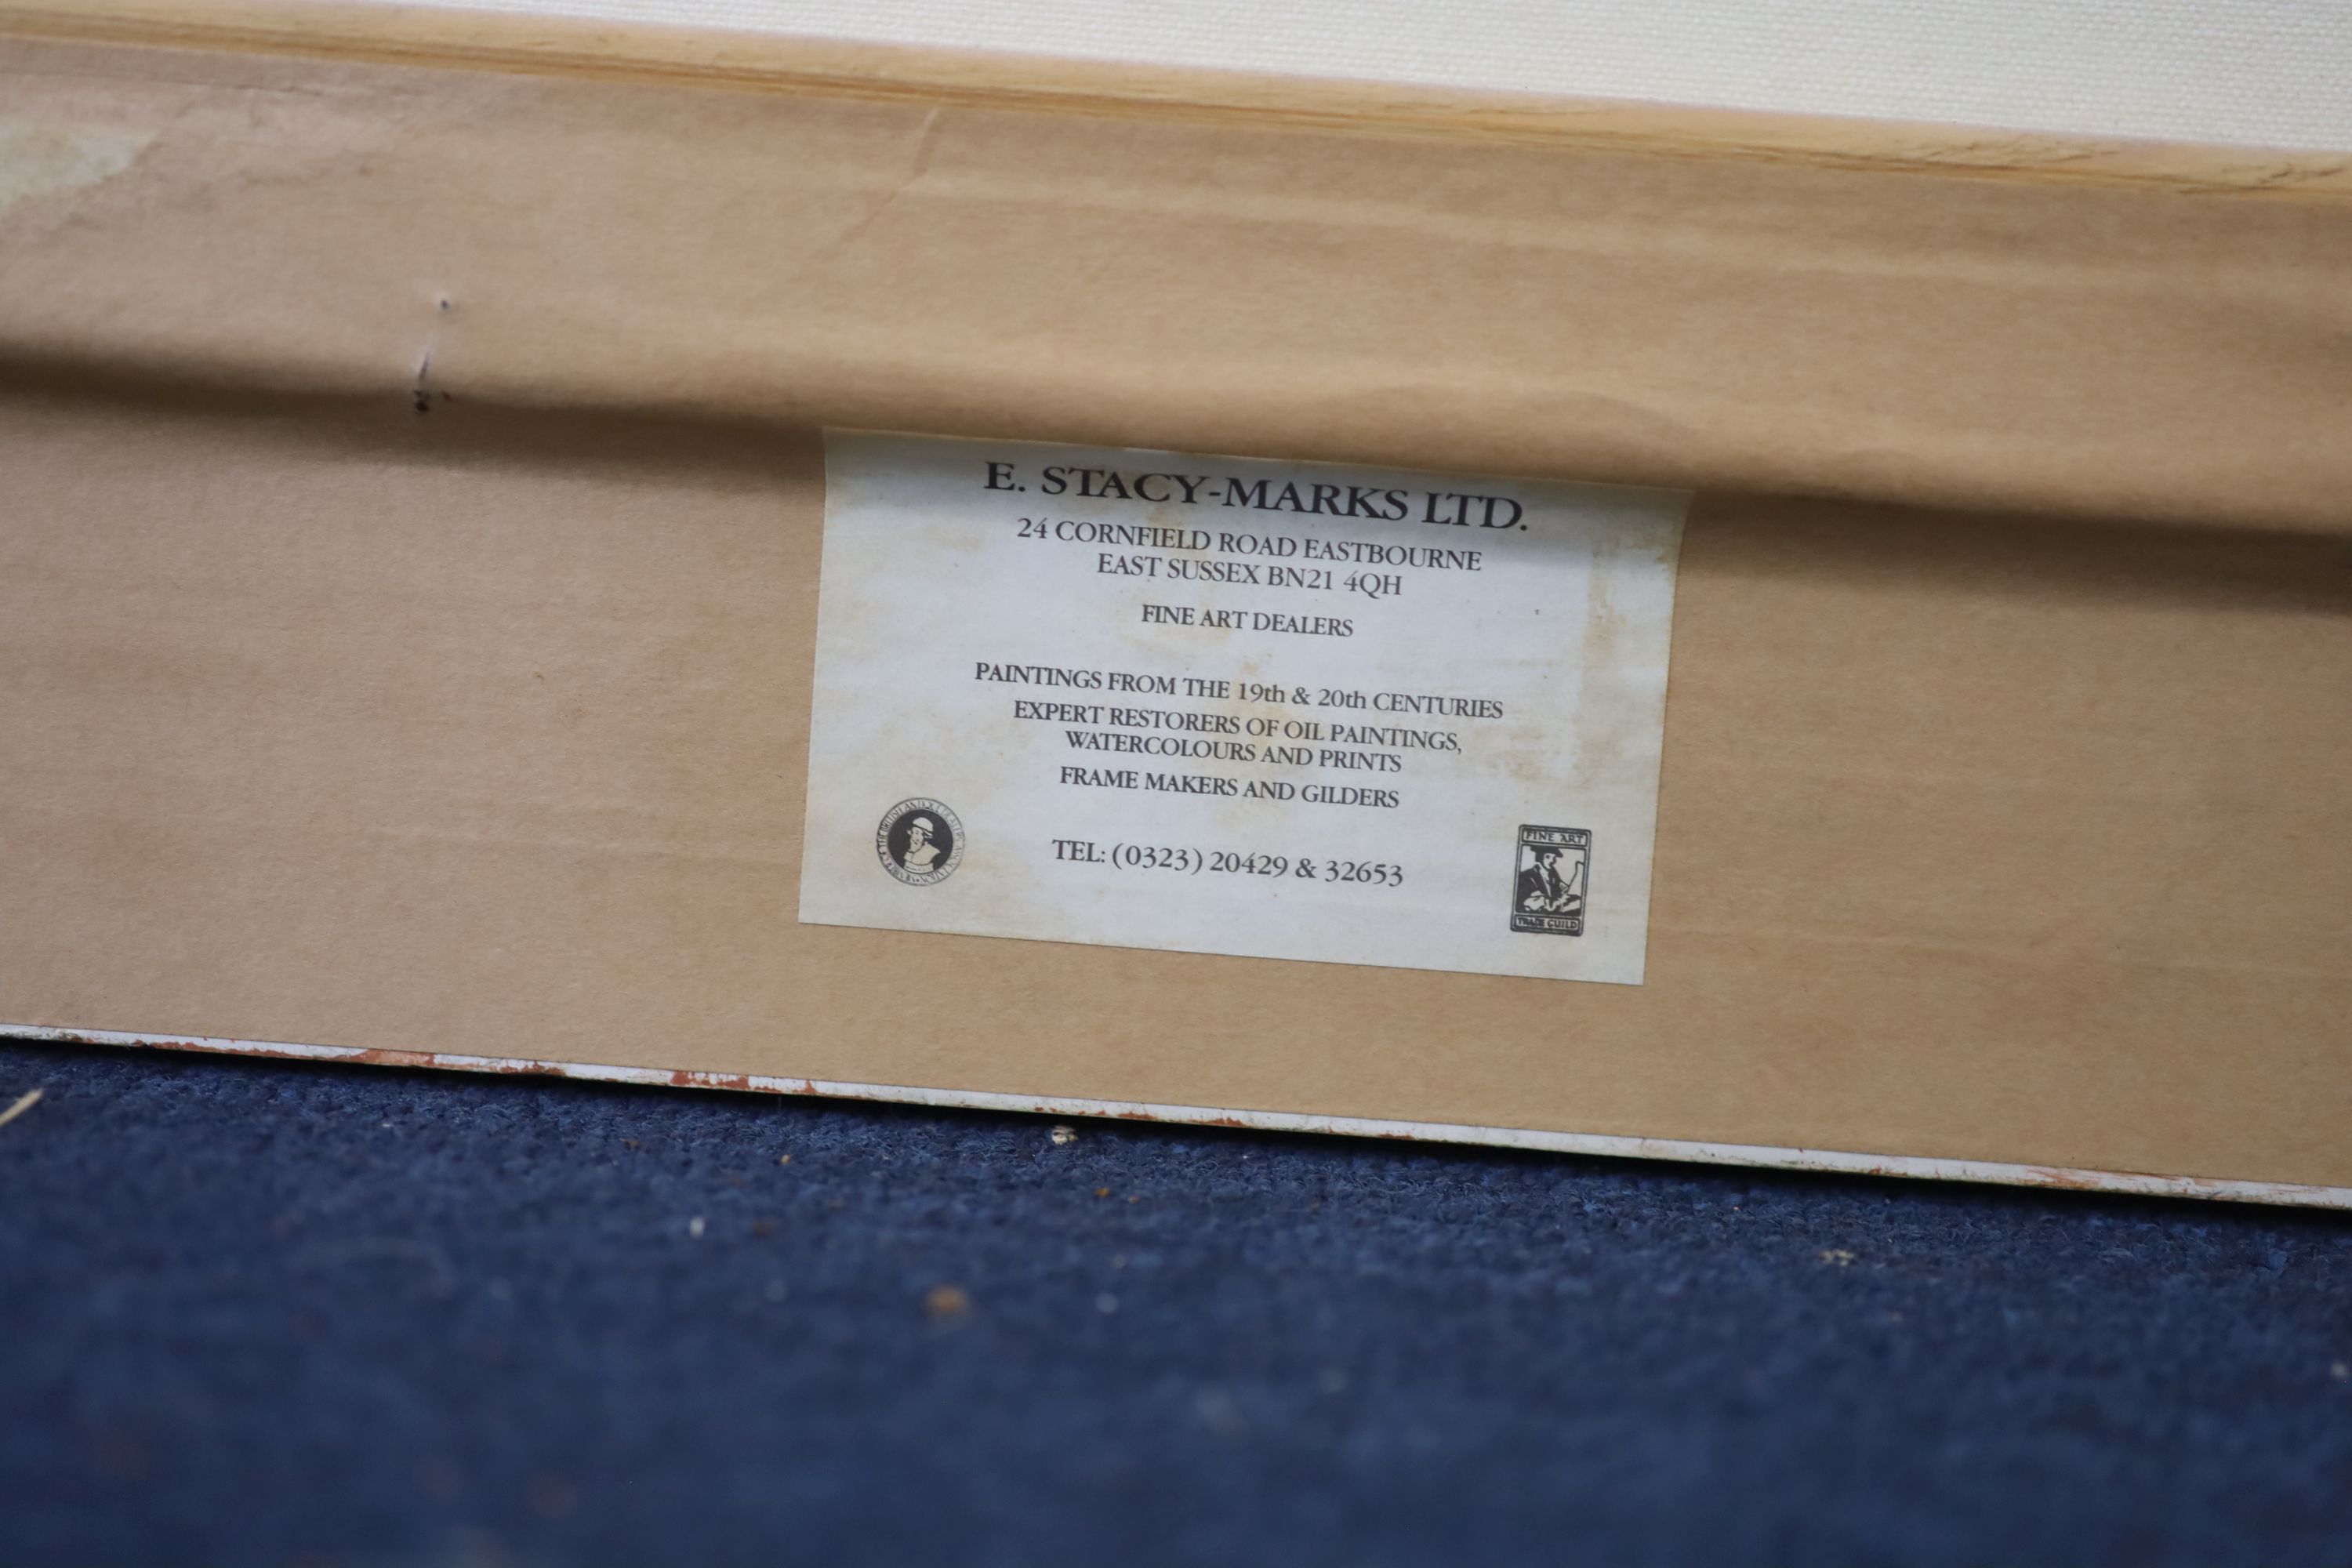 E. STACY-MARKS LTD.
24 CORNFIELD ROAD EASTBOURNE
EAST SUSSEX BN21 4QH
FINE ART DEALERS
PAINTINGS FROM THE 19th & 20th CENTURIES
EXPERT RESTORERS OF OIL PAINTINGS,
WATERCOLOURS AND PRINTS
FRAME MAKERS AND GILDERS
TEL: (0323) 20429 & 32653
FINE ART
TRADE GUILD